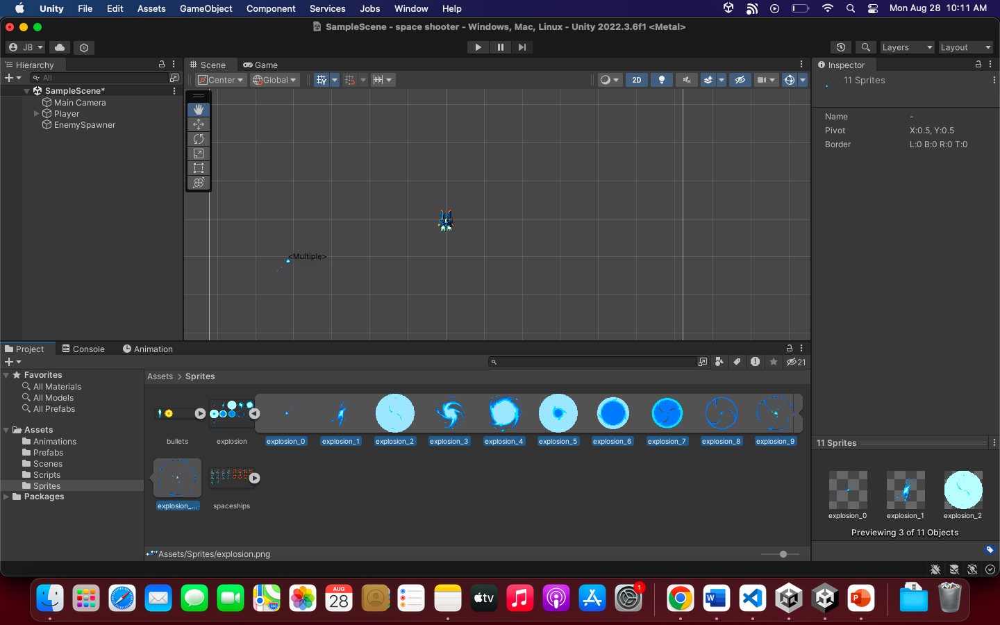 Unity File Edit Assets GameObject Component Services Jobs Window Help Mon Aug 28 10:11 AM
SampleScene - space shooter - Windows, Mac, Linux - Unity 2022.3.6f1 <Metal>
JB Layers Layout
Hierarchy Scene Game Inspector
All Center Global 2D 11 Sprites
SampleScene*
Main Camera
Player
EnemySpawner
Name -
Pivot X:0.5, Y:0.5
Border L:0 B:0 R:0 T:0
<Multiple>
Project Console Animation
21
Favorites
All Materials
All Models
All Prefabs
Assets
Animations
Prefabs
Scenes
Scripts
Sprites
Packages
Assets > Sprites
bullets explosion explosion_0 explosion_1 explosion_2 explosion_3 explosion_4 explosion_5 explosion_6 explosion_7 explosion_8 explosion_9
explosion_... spaceships
Assets/Sprites/explosion.png
11 Sprites
explosion_0 explosion_1 explosion_2
Previewing 3 of 11 Objects
AUG
28
tv
1
W
P